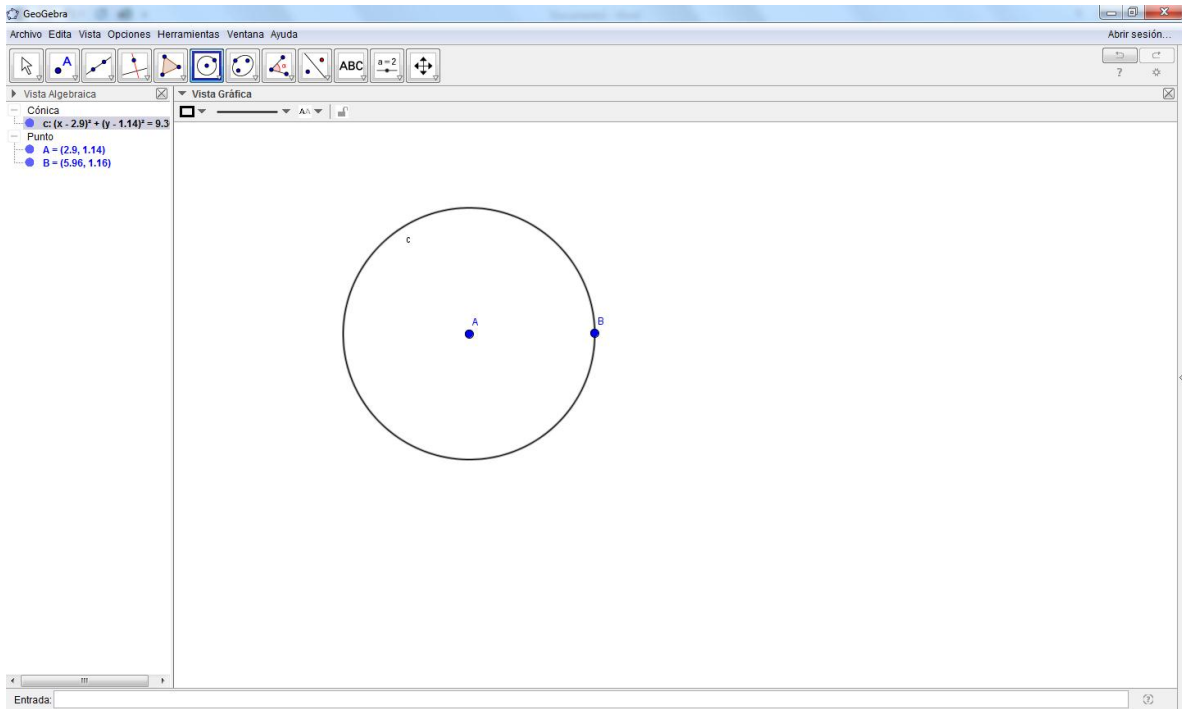 GeoGebra
Archivo Edita Vista Opciones Herramientas Ventana Ayuda
Abrir sesión...
A
ABC
a=2
α
?
Vista Algebraica
Vista Gráfica
Cónica
c: (x - 2.9)² + (y - 1.14)² = 9.3
Punto
A = (2.9, 1.14)
B = (5.96, 1.16)
AA
c
A
B
Entrada:
?